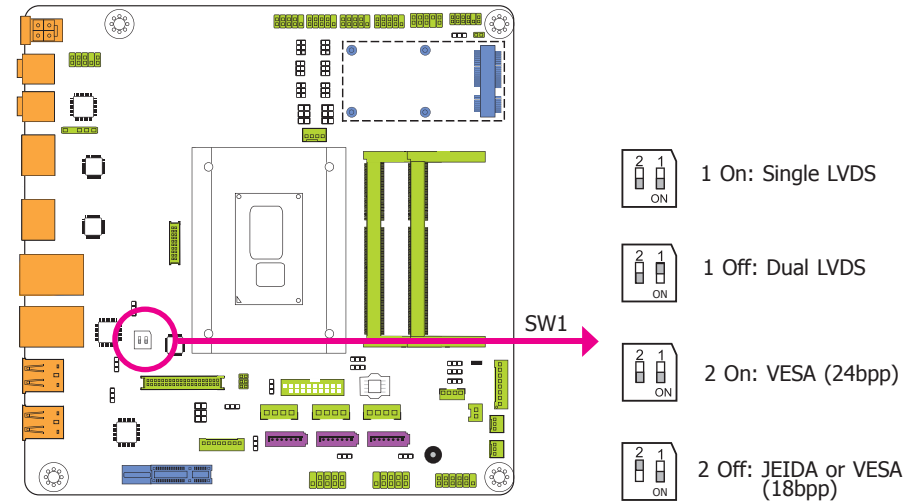 2 1
ON
1 On: Single LVDS
2 1
ON
1 Off: Dual LVDS
SW1
2 1
ON
2 On: VESA (24bpp)
2 1
ON
2 Off: JEIDA or VESA
(18bpp)